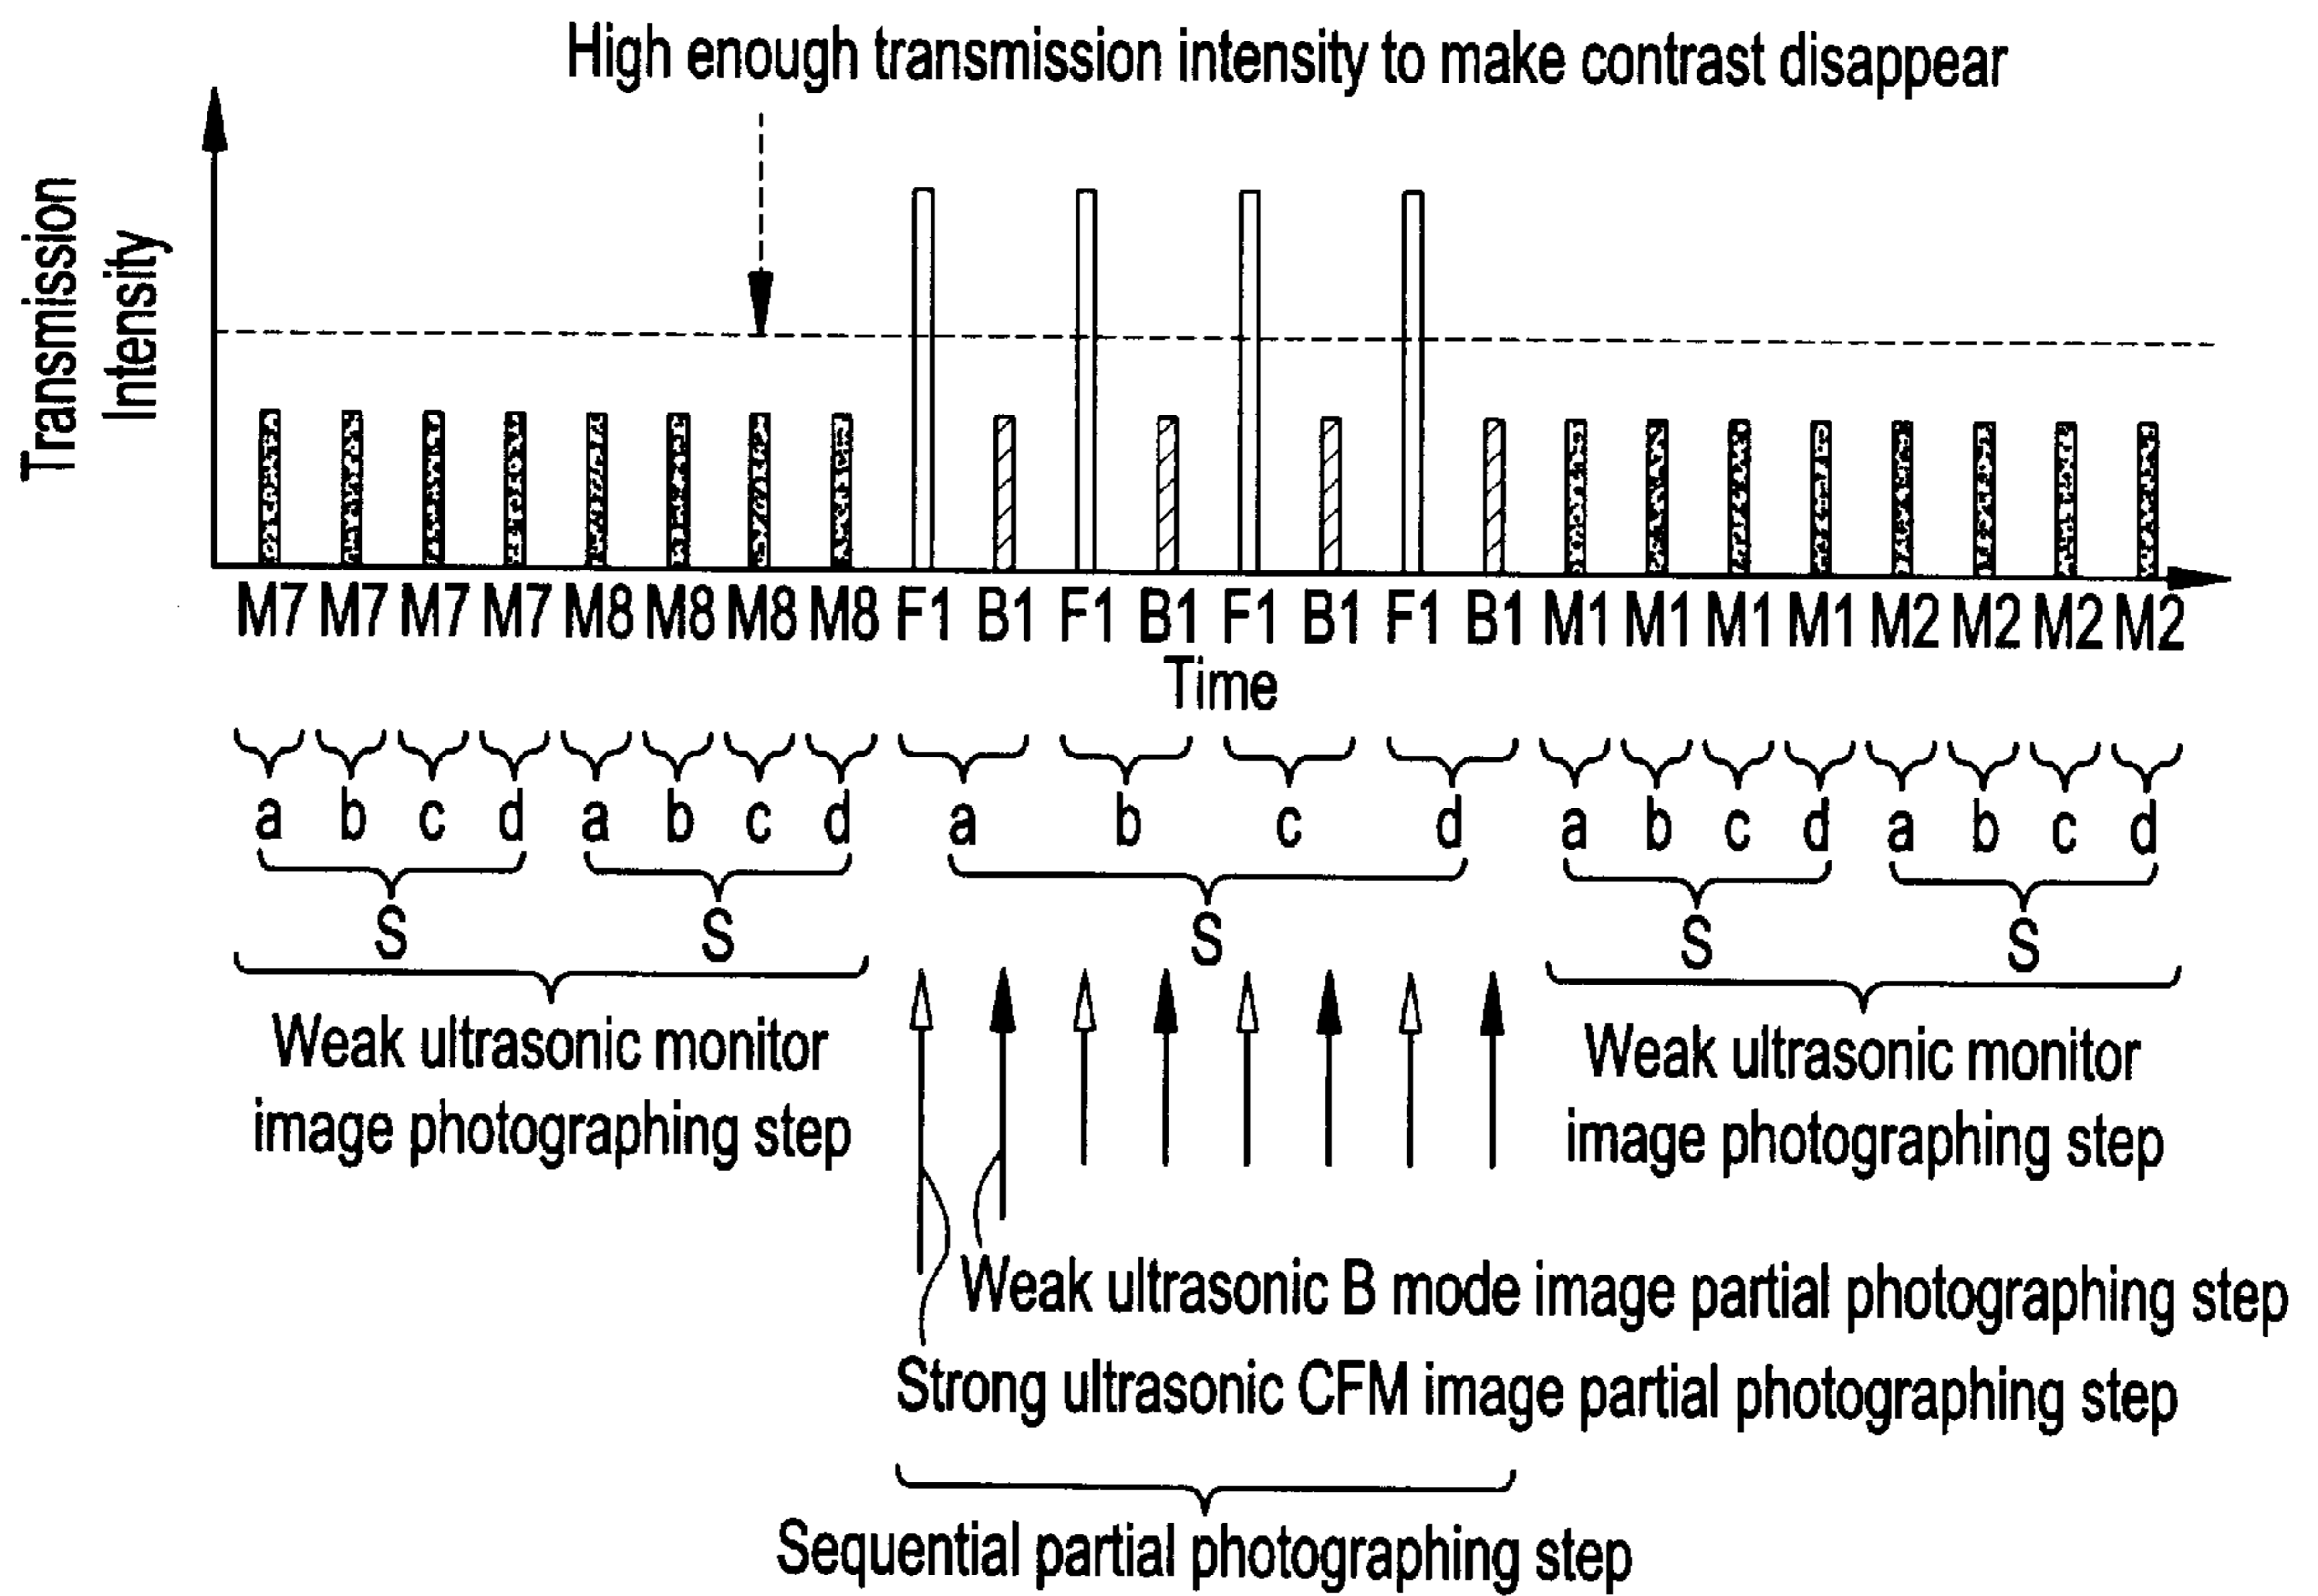 High enough transmission intensity to make contrast disappear
Transmission
Intensity
M7 M7 M7 M7 M8 M8 M8 M8 F1 B1 F1 B1 F1 B1 F1 B1 M1 M1 M1 M1 M2 M2 M2 M2
Time
a b c d a b c d a b c d a b c d a b c d
S S S S S
Weak ultrasonic monitor
image photographing step
Weak ultrasonic monitor
image photographing step
Weak ultrasonic B mode image partial photographing step
Strong ultrasonic CFM image partial photographing step
Sequential partial photographing step